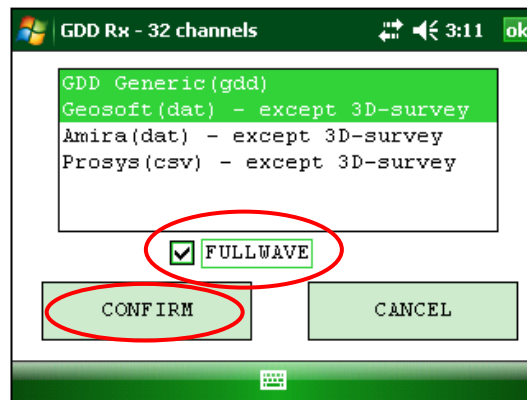 GDD Rx - 32 channels 3:11 ok
GDD Generic(gdd)
Geosoft(dat) - except 3D-survey
Amira(dat) - except 3D-survey
Prosys(csv) - except 3D-survey
FULLWAVE
CONFIRM CANCEL